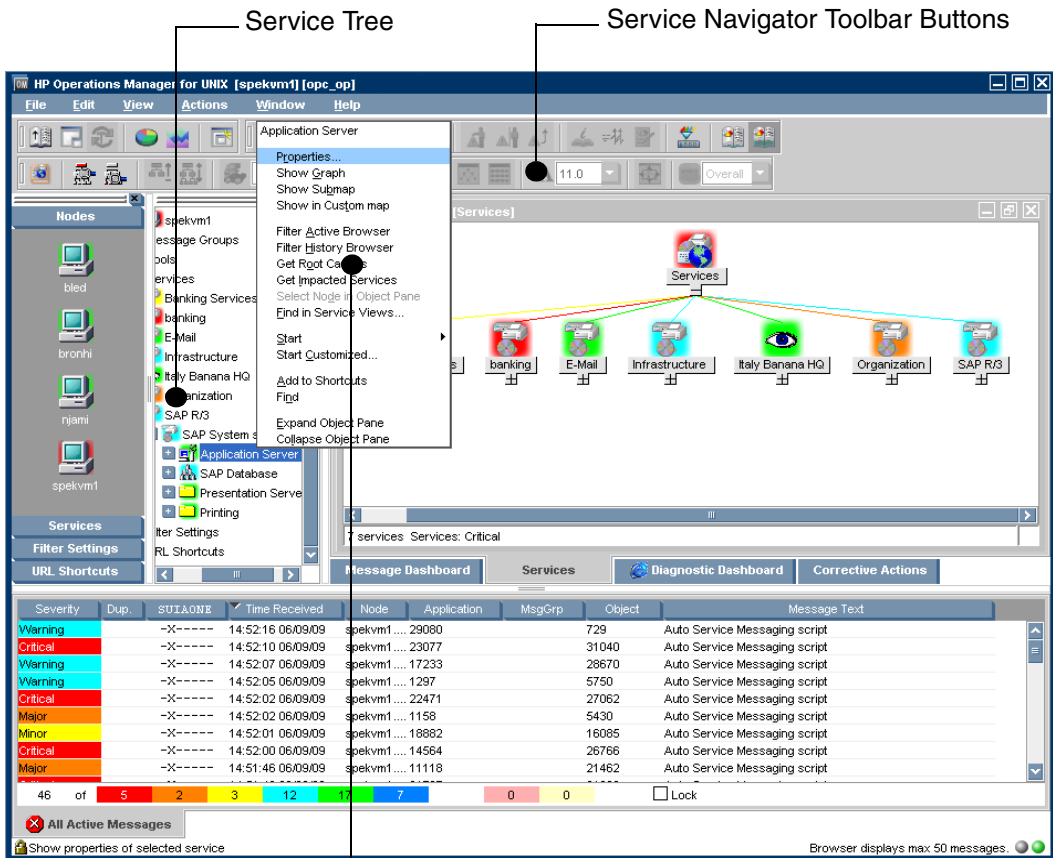 Service Tree
Service Navigator Toolbar Buttons
HP Operations Manager for UNIX [spekvm1] [opc_op]
File Edit View Actions Window Help
11.0
Overall
Application Server
Properties...
Show Graph
Show Submap
Show in Custom map
Filter Active Browser
Filter History Browser
Get Root
Get Impacted Services
Select Node in Object Pane
Find in Service Views...
Start
Start Customized...
Add to Shortcuts
Find
Expand Object Pane
Collapse Object Pane
Nodes
bled
bronhi
njami
spekvm1
Services
Filter Settings
URL Shortcuts
spekvm1
essage Groups
ools
ervices
Banking Services
banking
E-Mail
Infrastructure
Italy Banana HQ
anization
SAP R/3
SAP System s
Application Server
SAP Database
Presentation Serve
Printing
lter Settings
RL Shortcuts
[Services]
Services
s
banking
E-Mail
Infrastructure
Italy Banana HQ
Organization
SAP R/3
7 services Services: Critical
Message Dashboard Services Diagnostic Dashboard Corrective Actions
Severity Dup. SUIAONE Time Received Node Application MsgGrp Object Message Text
Warning -X----- 14:52:16 06/09/09 spekvm1.... 29080 729 Auto Service Messaging script
Critical -X----- 14:52:10 06/09/09 spekvm1.... 23077 31040 Auto Service Messaging script
Warning -X----- 14:52:07 06/09/09 spekvm1.... 17233 28670 Auto Service Messaging script
Warning -X----- 14:52:05 06/09/09 spekvm1.... 1297 5750 Auto Service Messaging script
Critical -X----- 14:52:02 06/09/09 spekvm1.... 22471 27062 Auto Service Messaging script
Major -X----- 14:52:02 06/09/09 spekvm1.... 1158 5430 Auto Service Messaging script
Minor -X----- 14:52:01 06/09/09 spekvm1.... 18882 16085 Auto Service Messaging script
Critical -X----- 14:52:00 06/09/09 spekvm1.... 14564 26766 Auto Service Messaging script
Major -X----- 14:51:46 06/09/09 spekvm1.... 11118 21462 Auto Service Messaging script
46 of 5 2 3 12 17 7 0 0 Lock
All Active Messages
Show properties of selected service
Browser displays max 50 messages.